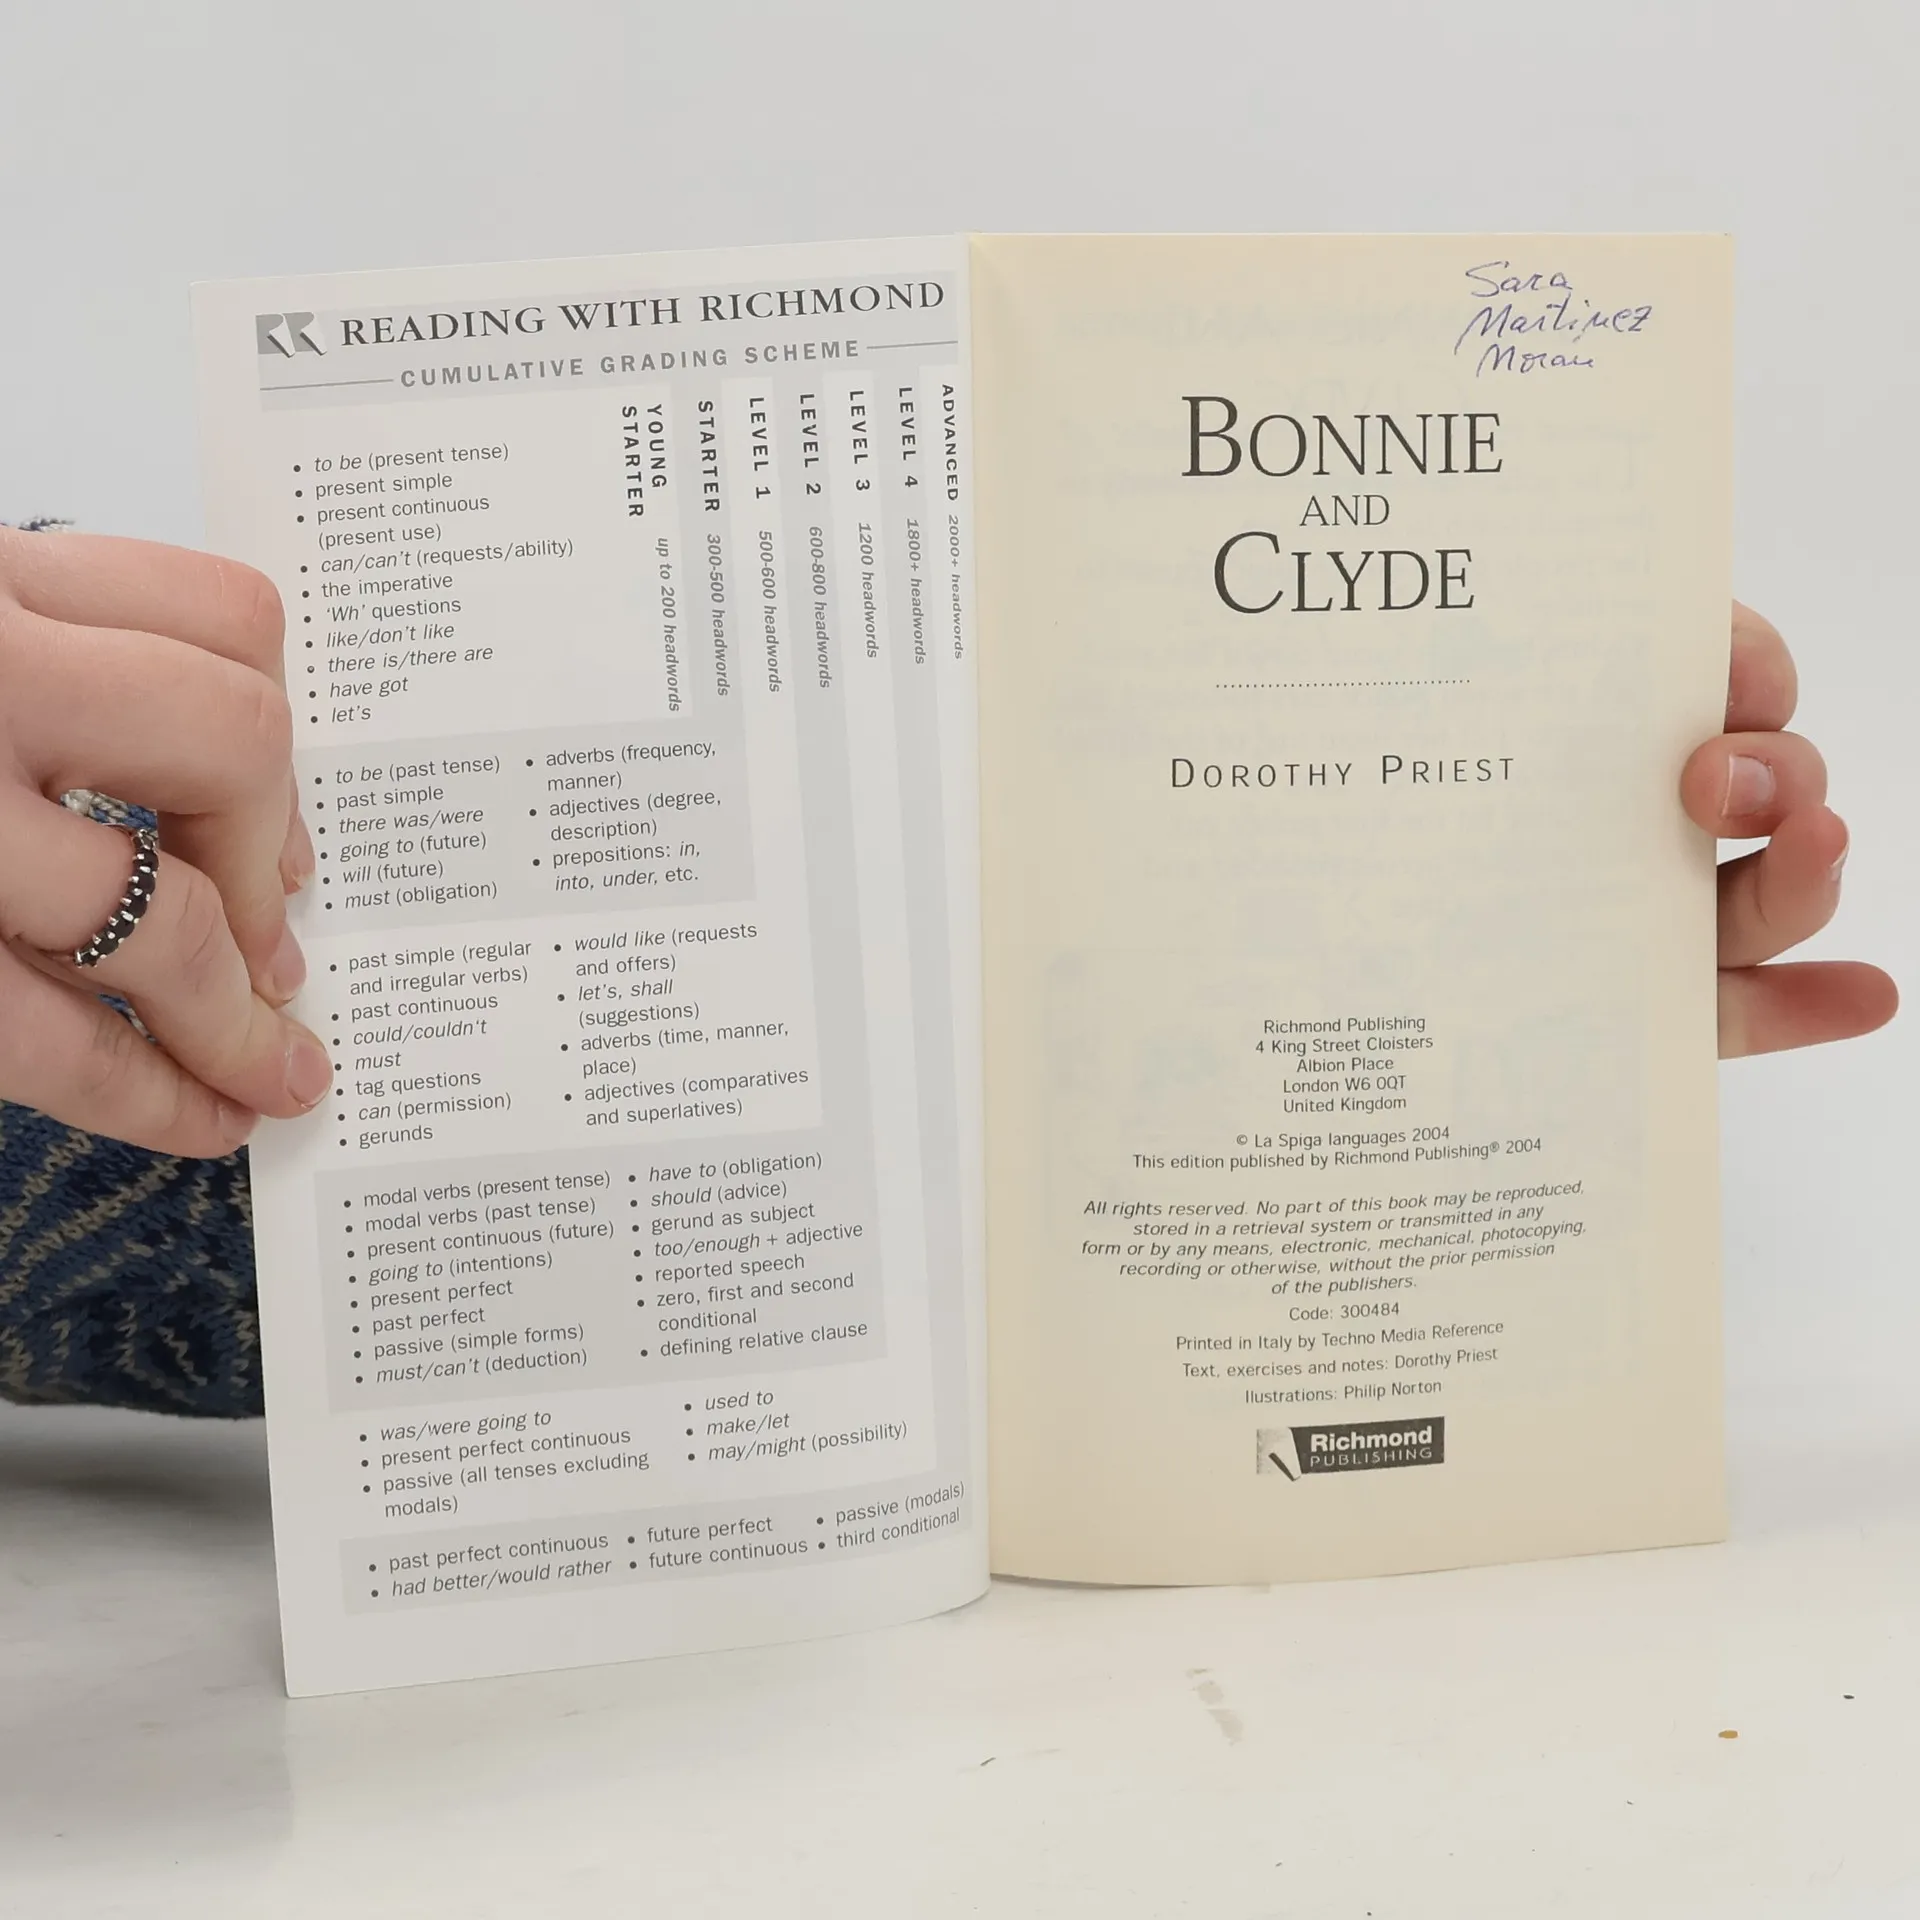 READING WITH RICHMOND
CUMULATIVE GRADING SCHEME
YOUNG
STARTER
up to 200 headwords
STARTER 300-500 headwords
LEVEL 1 500-600 headwords
LEVEL 2 600-800 headwords
LEVEL 3 1200 headwords
LEVEL 4 1800+ headwords
ADVANCED 2000+ headwords
• to be (present tense)
• present simple
• present continuous
(present use)
• can/can't (requests/ability)
• the imperative
• 'Wh' questions
• like/don't like
• there is/there are
• have got
• let's
• to be (past tense)
• past simple
• there was/were
• going to (future)
• will (future)
• must (obligation)
• adverbs (frequency,
manner)
• adjectives (degree,
description)
• prepositions: in,
into, under, etc.
• past simple (regular
and irregular verbs)
• past continuous
• could/couldn't
• must
• tag questions
• can (permission)
• gerunds
• would like (requests
and offers)
• let's, shall
(suggestions)
• adverbs (time, manner,
place)
• adjectives (comparatives
and superlatives)
• modal verbs (present tense)
• modal verbs (past tense)
• present continuous (future)
• going to (intentions)
• present perfect
• past perfect
• passive (simple forms)
• must/can't (deduction)
• have to (obligation)
• should (advice)
• gerund as subject
• too/enough + adjective
• reported speech
• zero, first and second
conditional
• defining relative clause
• was/were going to
• present perfect continuous
• passive (all tenses excluding
modals)
• used to
• make/let
• may/might (possibility)
• past perfect continuous
• had better/would rather
• future perfect
• future continuous
• passive (modals)
• third conditional
Sara
Martinez
Moran
BONNIE
AND
CLYDE
DOROTHY PRIEST
Richmond Publishing
4 King Street Cloisters
Albion Place
London W6 0QT
United Kingdom
© La Spiga languages 2004
This edition published by Richmond Publishing® 2004
All rights reserved. No part of this book may be reproduced,
stored in a retrieval system or transmitted in any
form or by any means, electronic, mechanical, photocopying,
recording or otherwise, without the prior permission
of the publishers.
Code: 300484
Printed in Italy by Techno Media Reference
Text, exercises and notes: Dorothy Priest
Ilustrations: Philip Norton
Richmond
PUBLISHING